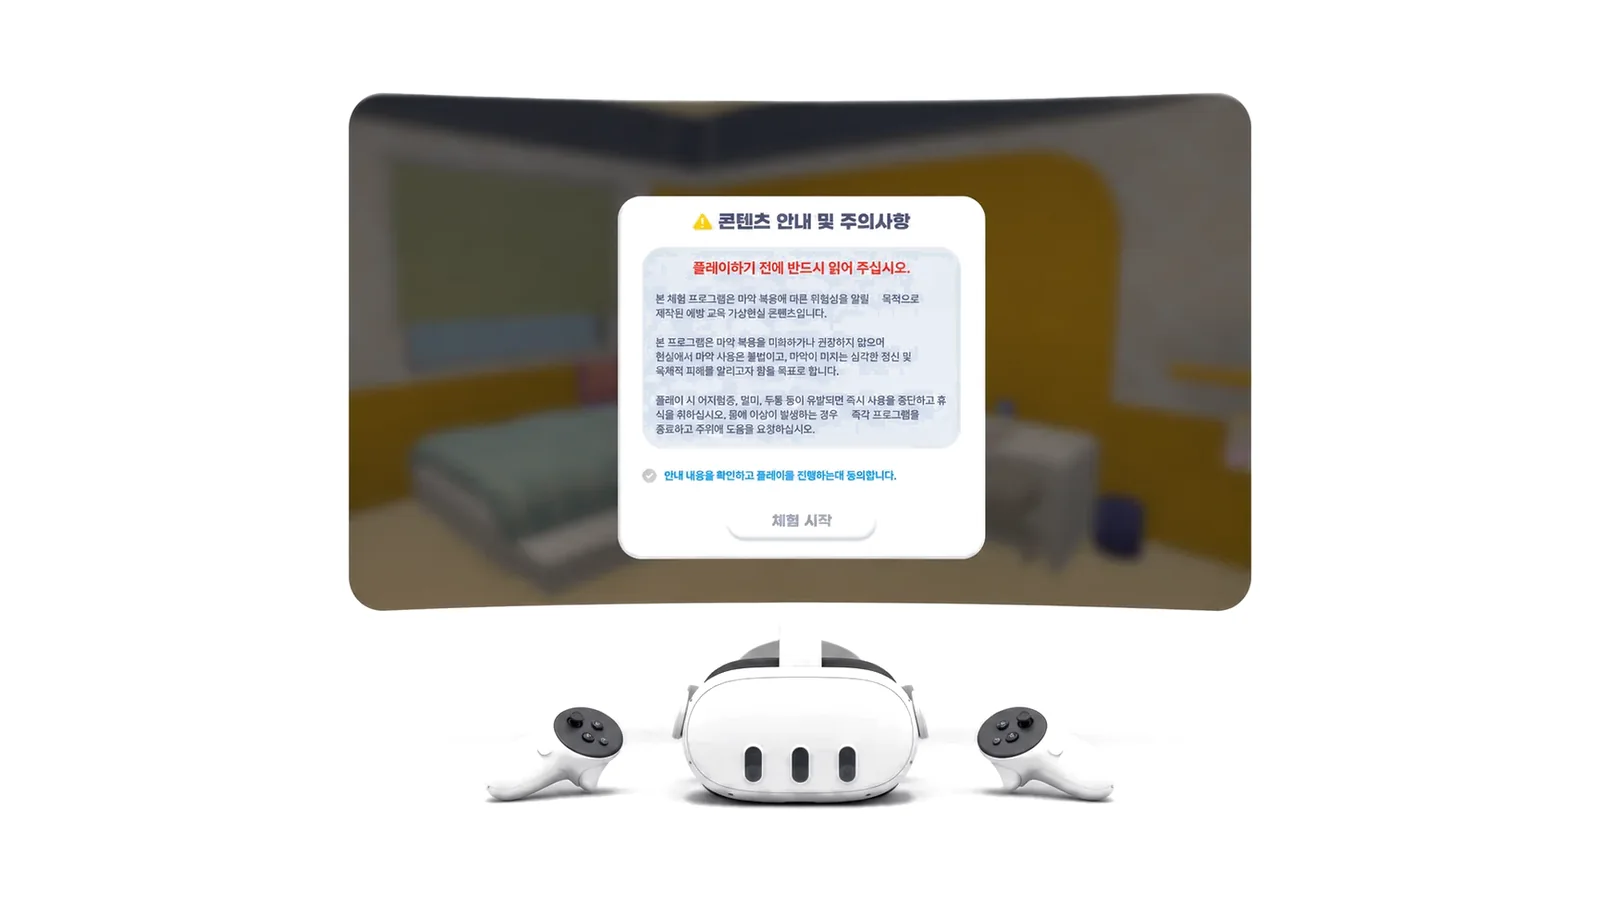 콘텐츠 안내 및 주의사항
플레이하기 전에 반드시 읽어 주십시오.
본 체험 프로그램은 마약 복용에 따른 위험성을 알릴 목적으로
제작된 예방 교육 가상현실 콘텐츠입니다.
본 프로그램은 마약 복용을 미화하거나 권장하지 않으며
현실에서 마약 사용은 불법이고, 마약이 미치는 심각한 정신 및
육체적 피해를 알리고자 함을 목표로 합니다.
플레이 시 어지럼증, 멀미, 두통 등이 유발되면 즉시 사용을 중단하고 휴
식을 취하십시오. 몸에 이상이 발생하는 경우 즉각 프로그램을
종료하고 주위에 도움을 요청하십시오.
안내 내용을 확인하고 플레이를 진행하는대 동의합니다.
체험 시작